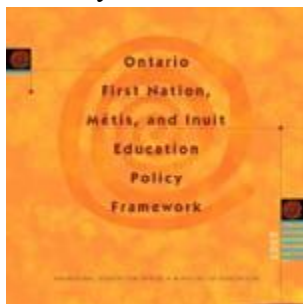 Ontario
First Nation,
Métis, and Inuit
Education
Policy
Framework